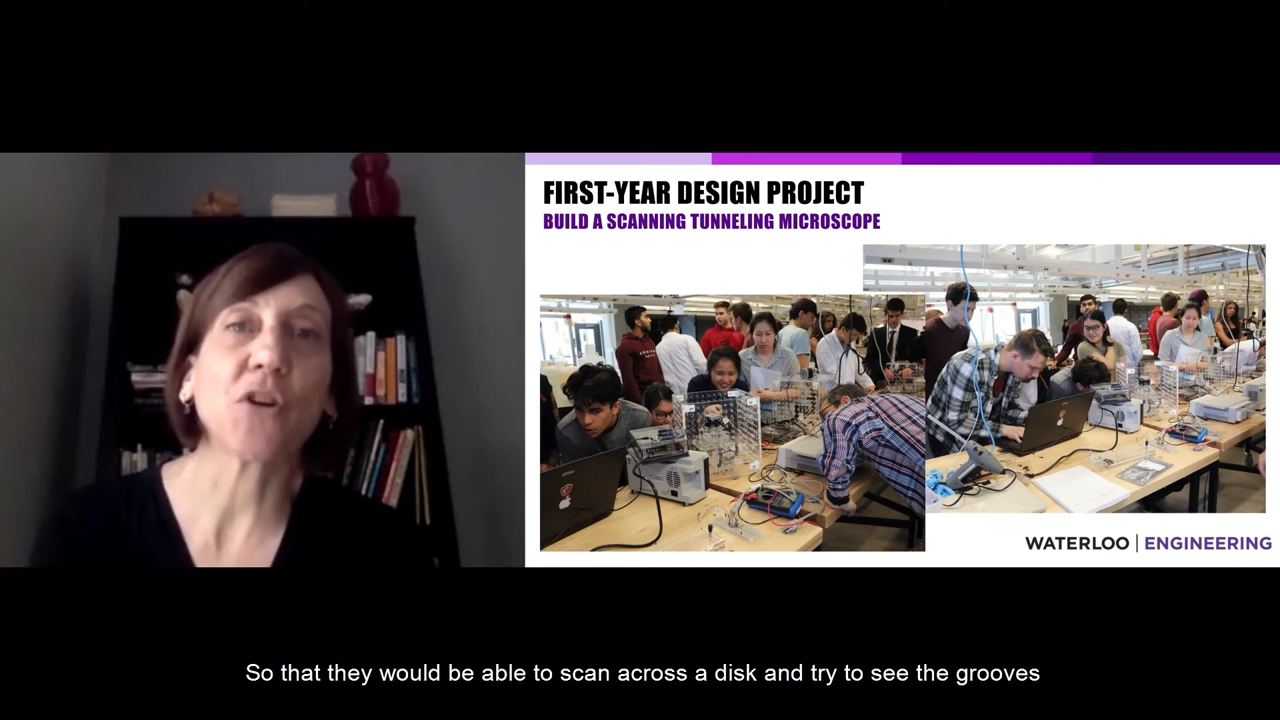 FIRST-YEAR DESIGN PROJECT
BUILD A SCANNING TUNNELING MICROSCOPE
WATERLOO | ENGINEERING
So that they would be able to scan across a disk and try to see the grooves